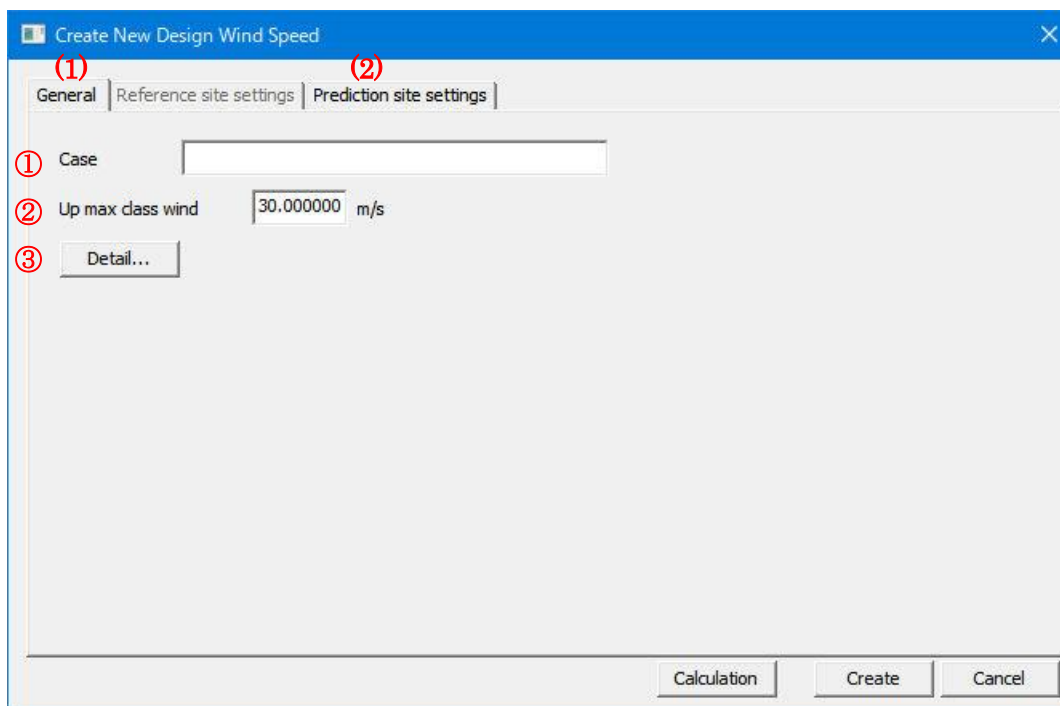 Create New Design Wind Speed
(1) (2)
General Reference site settings Prediction site settings
① Case
② Up max class wind 30.000000 m/s
③ Detail...
Calculation Create Cancel